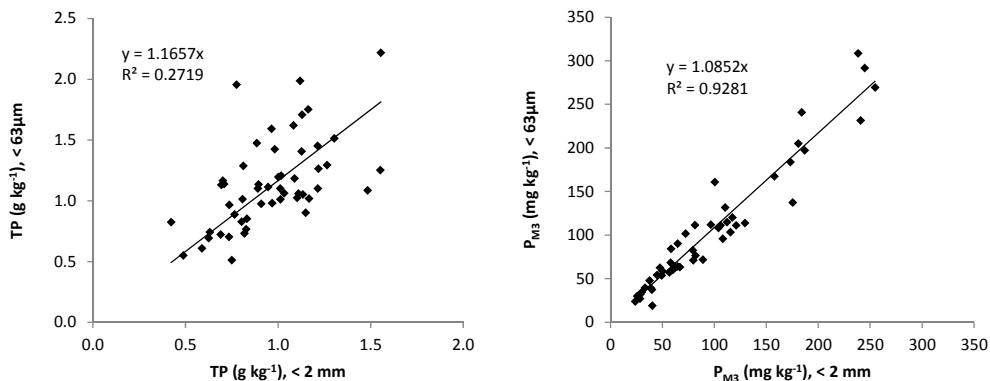 2.5
2.0
1.5
1.0
0.5
0.0
TP (g kg⁻¹), < 63µm
y = 1.1657x
R² = 0.2719
0.0 0.5 1.0 1.5 2.0
TP (g kg⁻¹), < 2 mm
350
300
250
200
150
100
50
0
P_M3 (mg kg⁻¹), < 63µm
y = 1.0852x
R² = 0.9281
0 50 100 150 200 250 300 350
P_M3 (mg kg⁻¹), < 2 mm